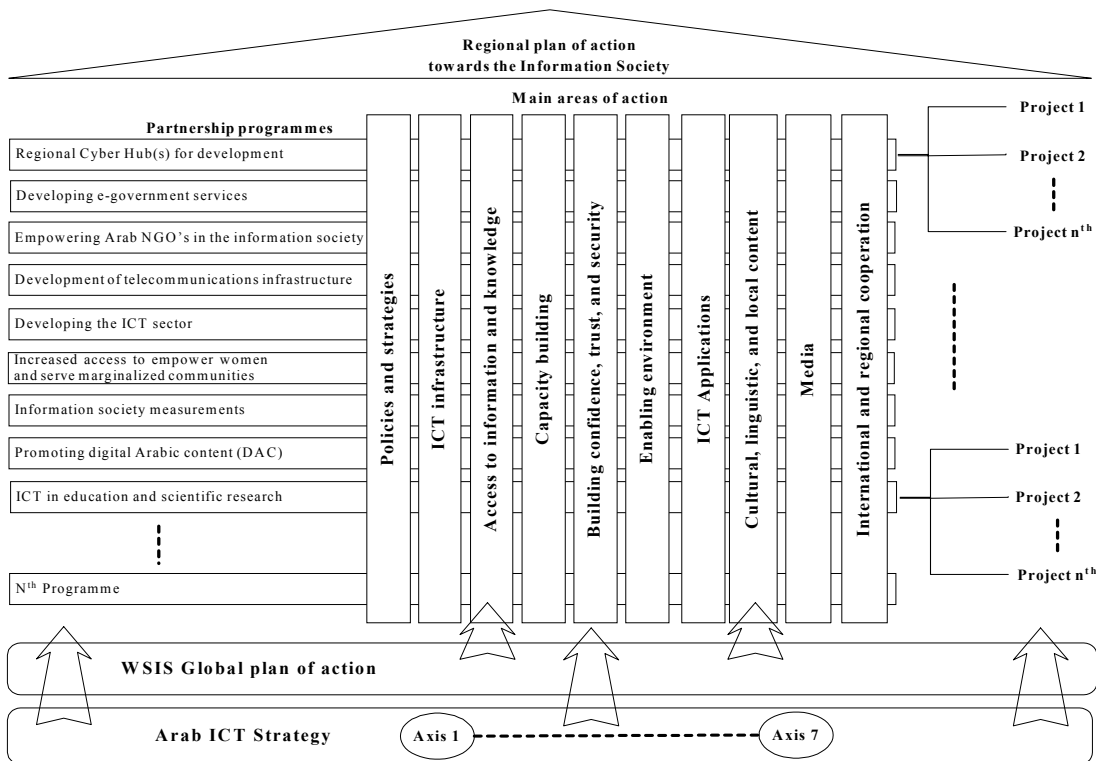 Regional plan of action
towards the Information Society
Main areas of action
Partnership programmes
Regional Cyber Hub(s) for development
Developing e-government services
Empowering Arab NGO's in the information society
Development of telecommunications infrastructure
Developing the ICT sector
Increased access to empower women
and serve marginalized communities
Information society measurements
Promoting digital Arabic content (DAC)
ICT in education and scientific research
Nth Programme
Policies and strategies
ICT infrastructure
Access to information and knowledge
Capacity building
Building confidence, trust, and security
Enabling environment
ICT Applications
Cultural, linguistic, and local content
Media
International and regional cooperation
Project 1
Project 2
Project nth
Project 1
Project 2
Project nth
WSIS Global plan of action
Arab ICT Strategy
Axis 1
Axis 7